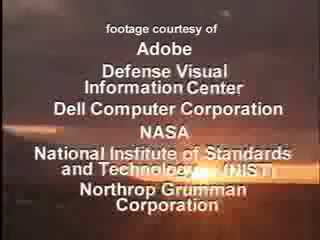 footage courtesy of
Adobe
Defense Visual
Information Center
Dell Computer Corporation
NASA
National Institute of Standards
and Technology (NIST)
Northrop Grumman
Corporation